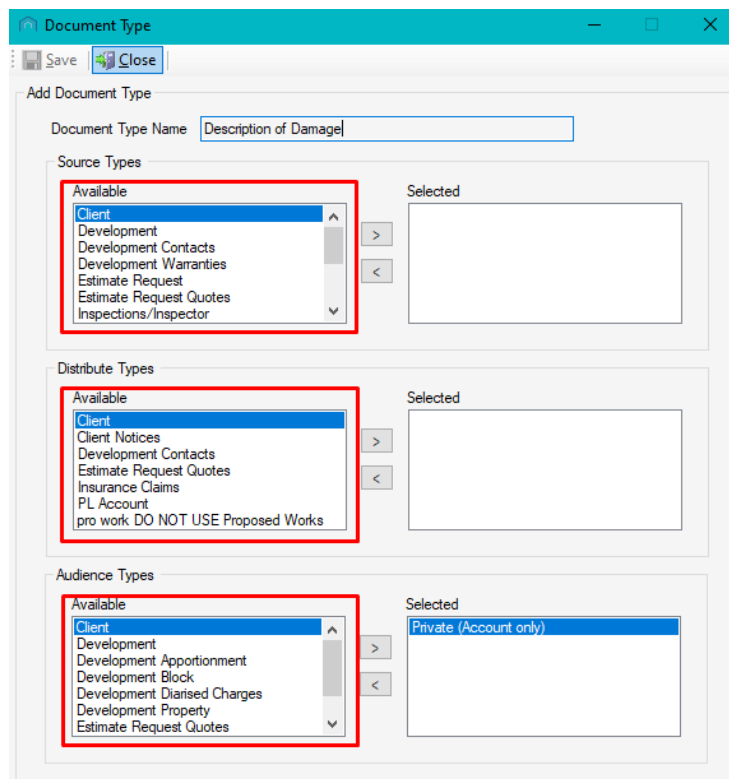 Document Type
Save Close
Add Document Type
Document Type Name Description of Damage
Source Types
Available Selected
Client
Development
Development Contacts
Development Warranties
Estimate Request
Estimate Request Quotes
Inspections/Inspector
>
<
Distribute Types
Available Selected
Client
Client Notices
Development Contacts
Estimate Request Quotes
Insurance Claims
PL Account
pro work DO NOT USE Proposed Works
>
<
Audience Types
Available Selected
Client Private (Account only)
Development
Development Apportionment
Development Block
Development Diarised Charges
Development Property
Estimate Request Quotes
>
<